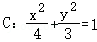 C： x²/4 + y²/3 = 1